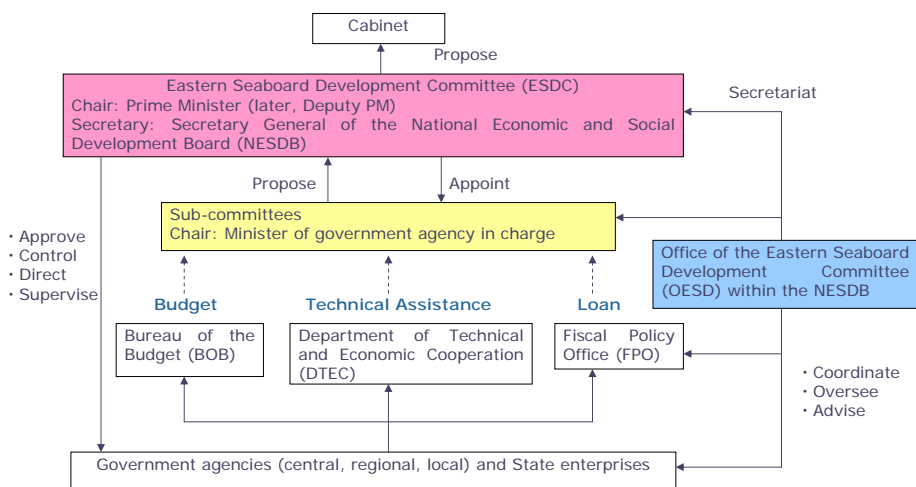 Cabinet
Propose
Eastern Seaboard Development Committee (ESDC)
Chair: Prime Minister (later, Deputy PM)
Secretary: Secretary General of the National Economic and Social
Development Board (NESDB)
Secretariat
Propose
Appoint
Sub-committees
Chair: Minister of government agency in charge
・Approve
・Control
・Direct
・Supervise
Office of the Eastern Seaboard
Development Committee
(OESD) within the NESDB
Budget
Technical Assistance
Loan
Bureau of the
Budget (BOB)
Department of Technical
and Economic Cooperation
(DTEC)
Fiscal Policy
Office (FPO)
・Coordinate
・Oversee
・Advise
Government agencies (central, regional, local) and State enterprises